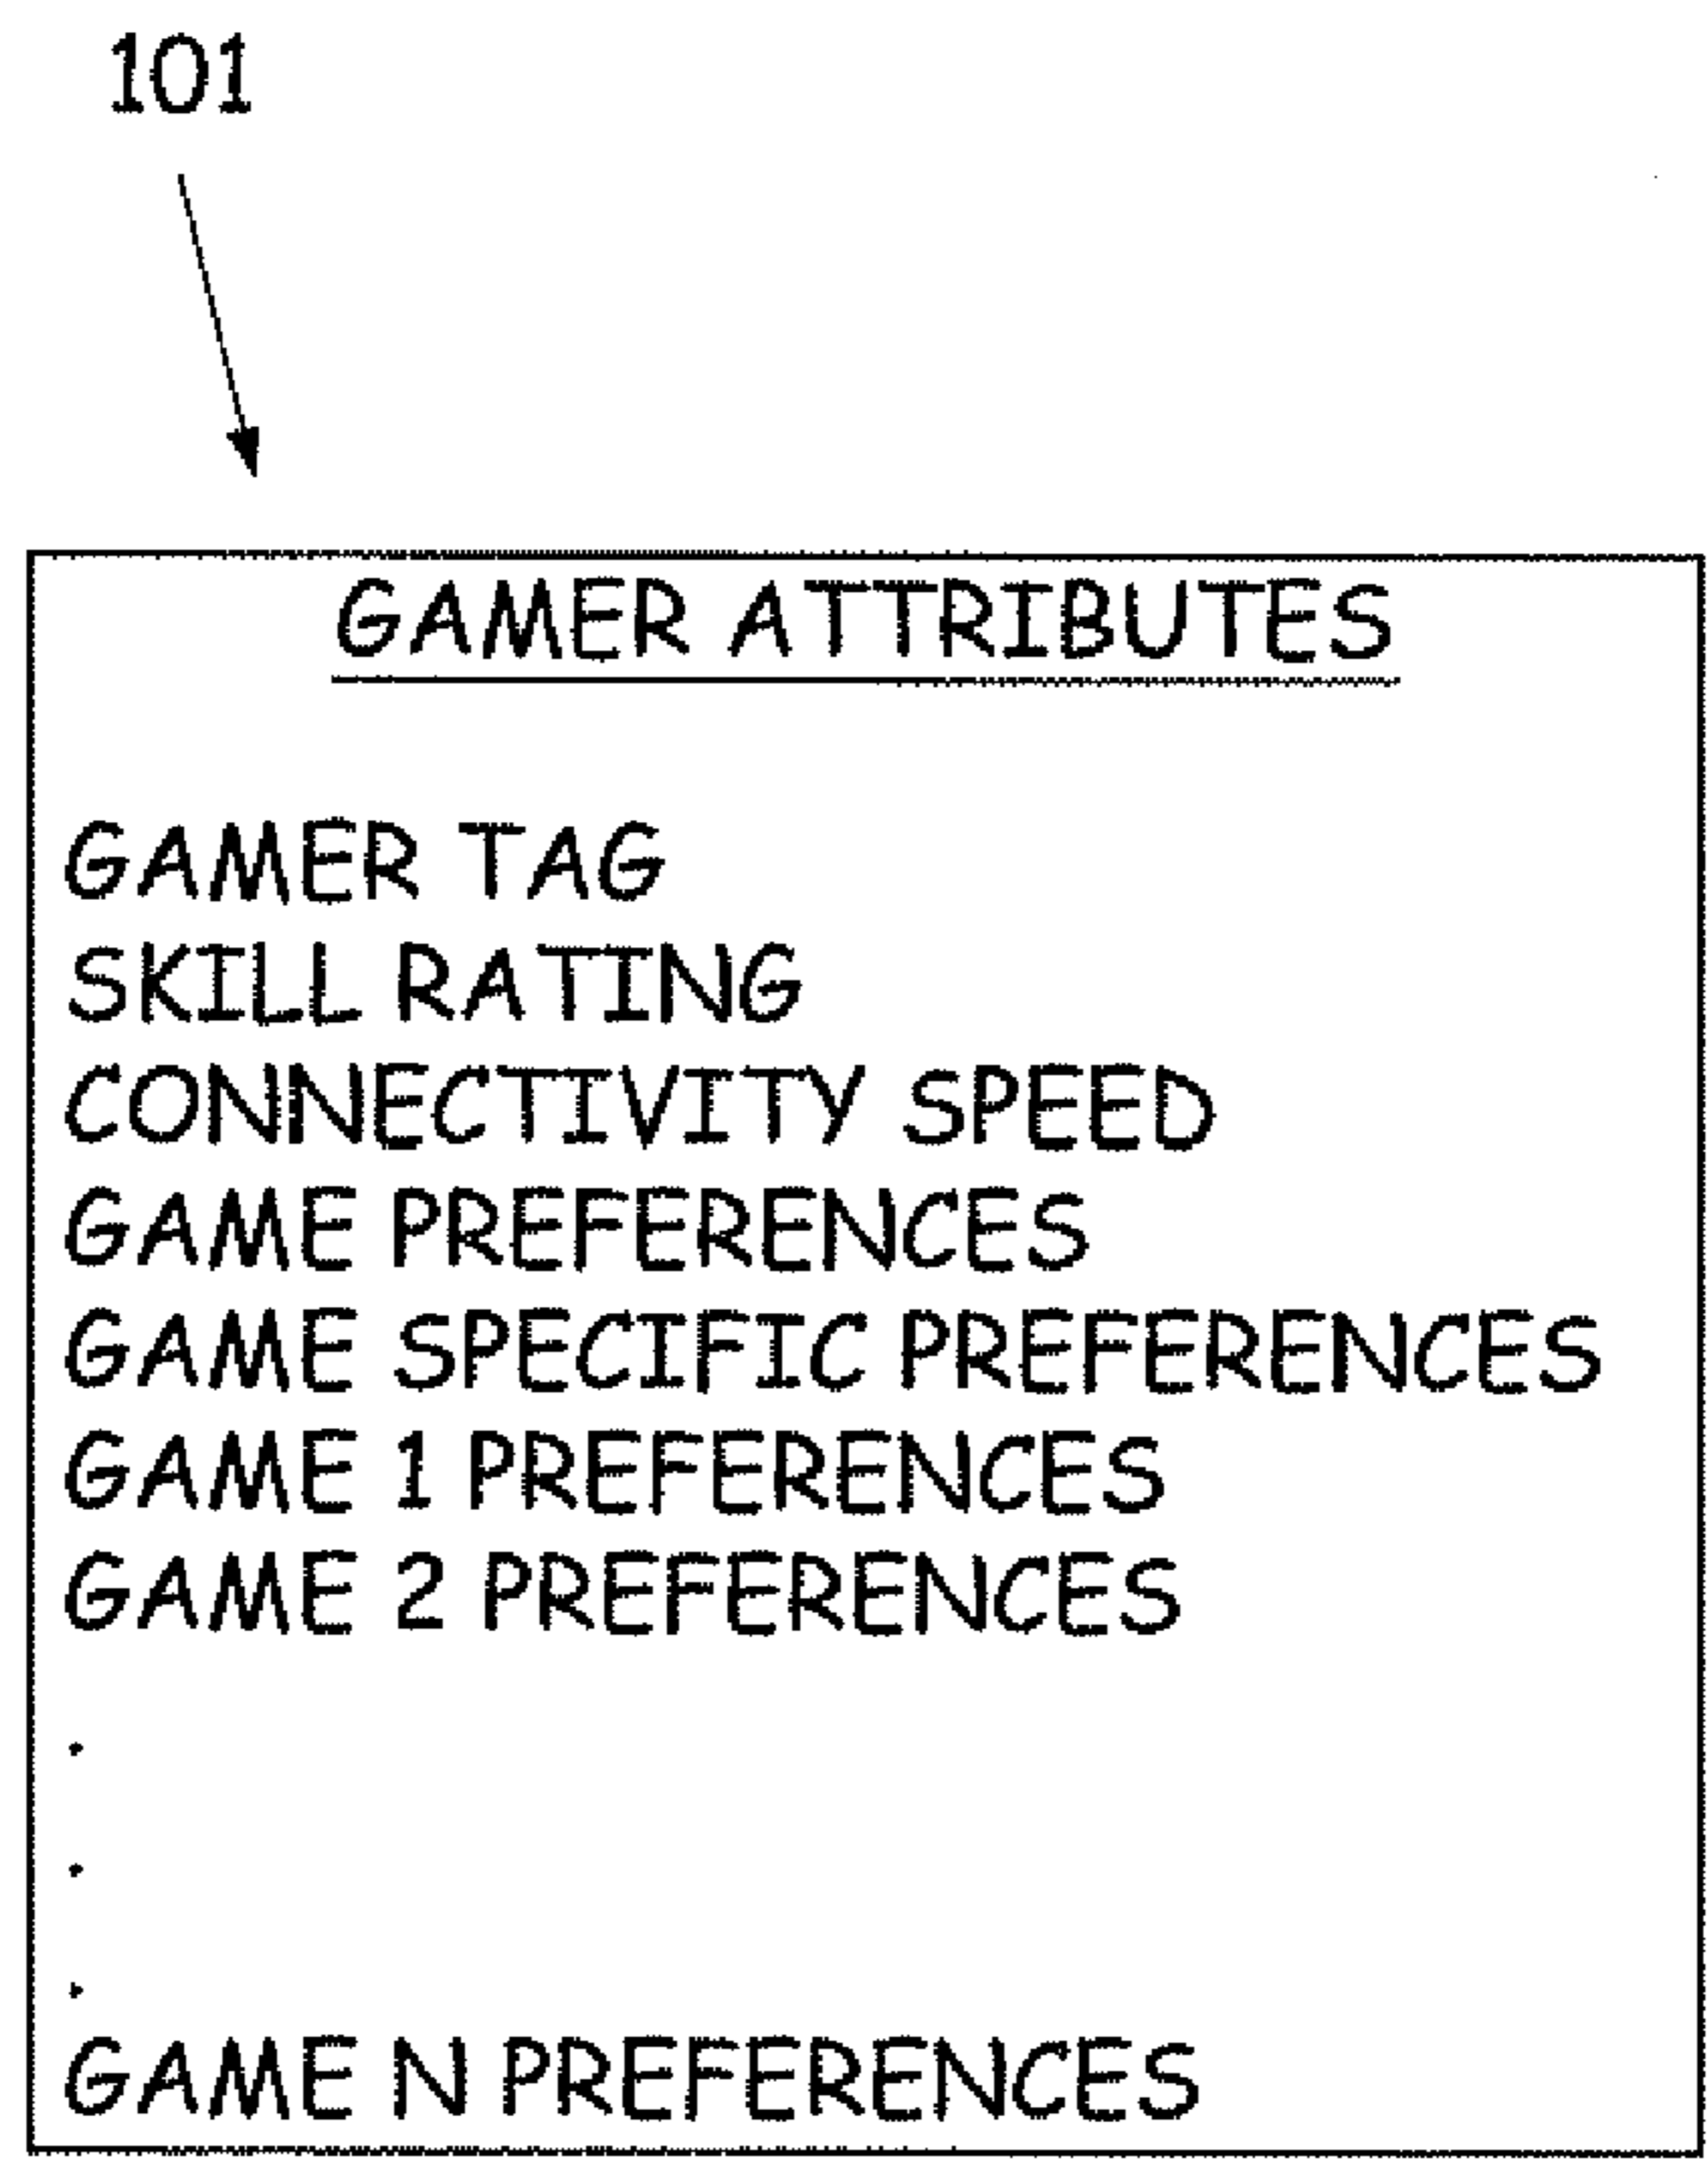 101
GAMER ATTRIBUTES
GAMER TAG
SKILL RATING
CONNECTIVITY SPEED
GAME PREFERENCES
GAME SPECIFIC PREFERENCES
GAME 1 PREFERENCES
GAME 2 PREFERENCES
.
.
.
GAME N PREFERENCES